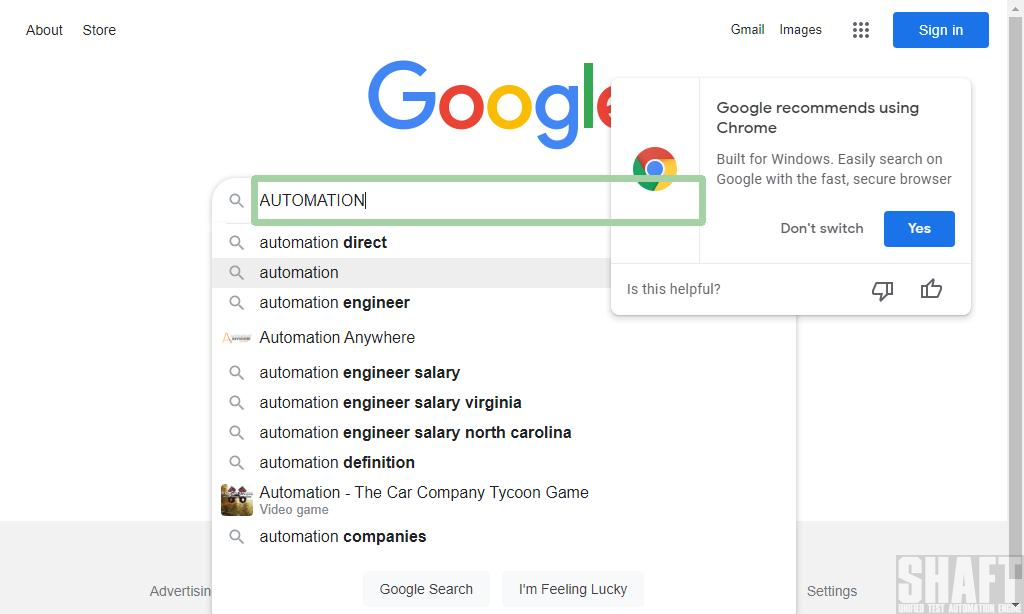 About Store
Gmail Images
Sign in
Google
Google recommends using
Chrome
Built for Windows. Easily search on
Google with the fast, secure browser
Don't switch Yes
Is this helpful?
AUTOMATION
automation direct
automation
automation engineer
Automation Anywhere
automation engineer salary
automation engineer salary virginia
automation engineer salary north carolina
automation definition
Automation - The Car Company Tycoon Game
Video game
automation companies
Google Search I'm Feeling Lucky
Advertisin
Settings
SHAFT
UNIFIED TEST AUTOMATION